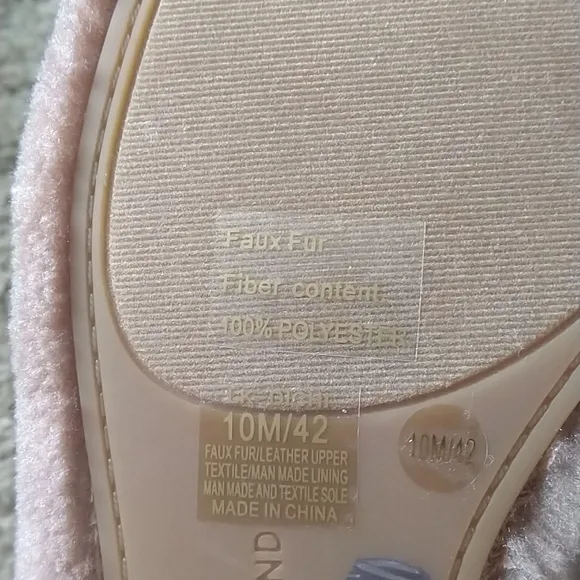 Faux Fur
Fiber content:
100% POLYESTER
10M/42
FAUX FUR/LEATHER UPPER
TEXTILE/MAN MADE LINING
MAN MADE AND TEXTILE SOLE
MADE IN CHINA
10M/42
ND